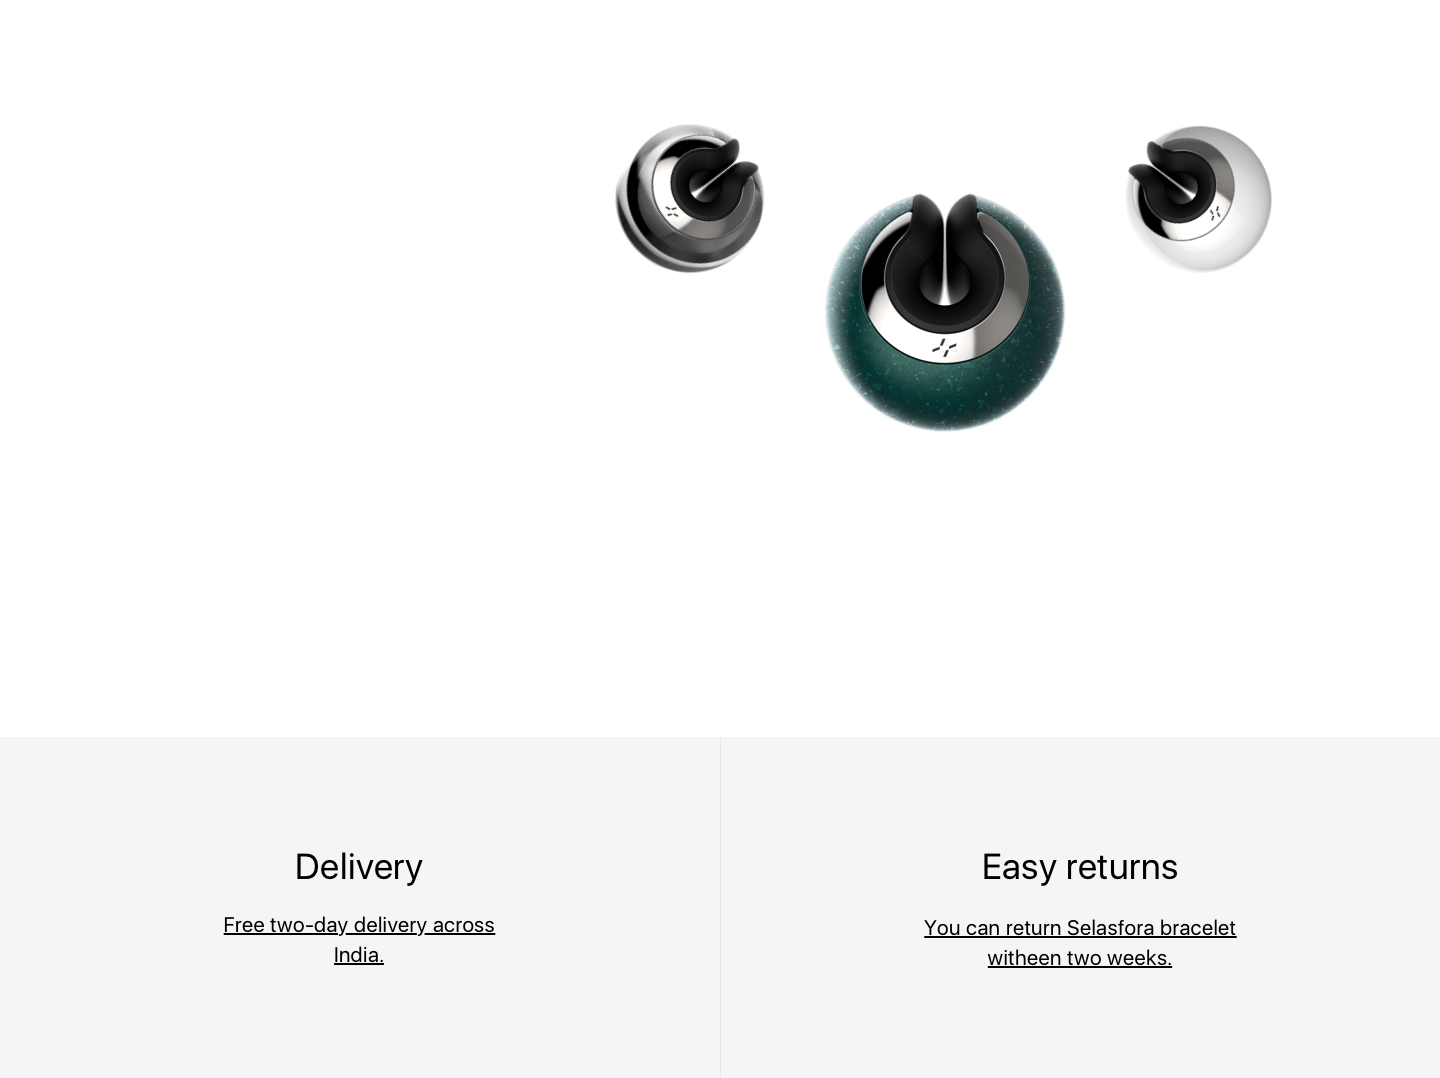 Delivery
Free two-day delivery across
India.
Easy returns
You can return Selasfora bracelet
witheen two weeks.